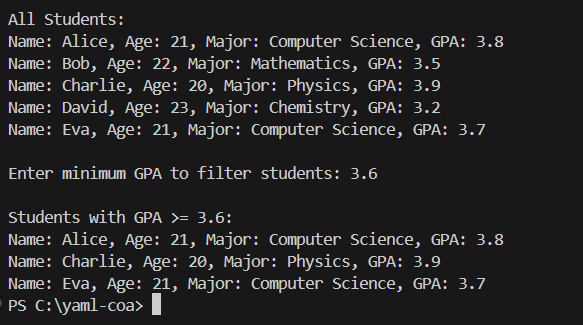 All Students:
Name: Alice, Age: 21, Major: Computer Science, GPA: 3.8
Name: Bob, Age: 22, Major: Mathematics, GPA: 3.5
Name: Charlie, Age: 20, Major: Physics, GPA: 3.9
Name: David, Age: 23, Major: Chemistry, GPA: 3.2
Name: Eva, Age: 21, Major: Computer Science, GPA: 3.7
Enter minimum GPA to filter students: 3.6
Students with GPA >= 3.6:
Name: Alice, Age: 21, Major: Computer Science, GPA: 3.8
Name: Charlie, Age: 20, Major: Physics, GPA: 3.9
Name: Eva, Age: 21, Major: Computer Science, GPA: 3.7
PS C:\yaml-coa>